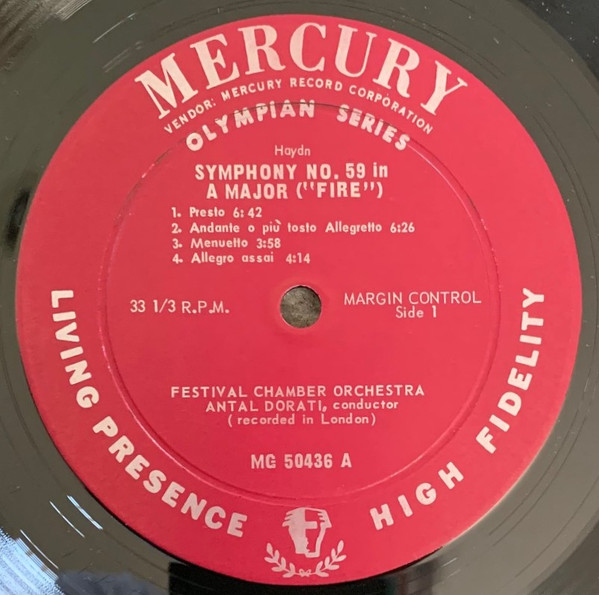 MERCURY
VENDOR: MERCURY RECORD CORPORATION
OLYMPIAN SERIES
Haydn
SYMPHONY NO. 59 in
A MAJOR ("FIRE")
1. Presto 6:42
2. Andante o più tosto Allegretto 6:26
3. Menuetto 3:58
4. Allegro assai 4:14
33 1/3 R.P.M.
MARGIN CONTROL
Side 1
FESTIVAL CHAMBER ORCHESTRA
ANTAL DORATI, conductor
(recorded in London)
MG 50436 A
LIVING PRESENCE
HIGH FIDELITY